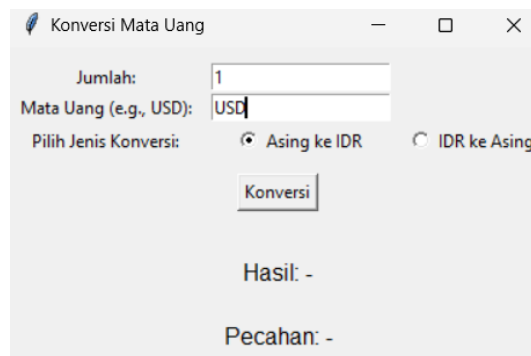 Konversi Mata Uang
Jumlah: 1
Mata Uang (e.g., USD): USD
Pilih Jenis Konversi: Asing ke IDR IDR ke Asing
Konversi
Hasil: -
Pecahan: -